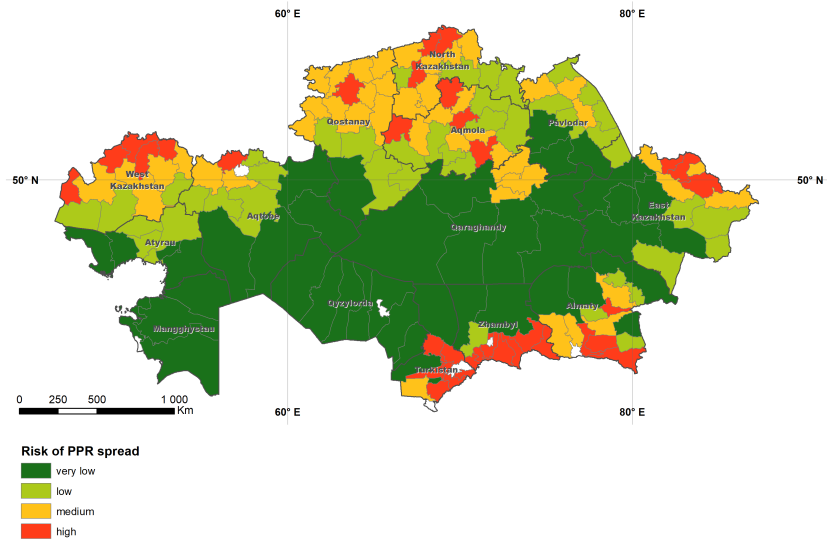 60° E
80° E
North
Kazakhstan
Qostanay
Aqmola
Pavlodar
50° N
50° N
West
Kazakhstan
East
Kazakhstan
Aqtobe
Qaraghandy
Atyrau
Qyzylorda
Almaty
Mangghystau
Zhambyl
Turkistan
0 250 500 1 000
Km
60° E
80° E
Risk of PPR spread
very low
low
medium
high